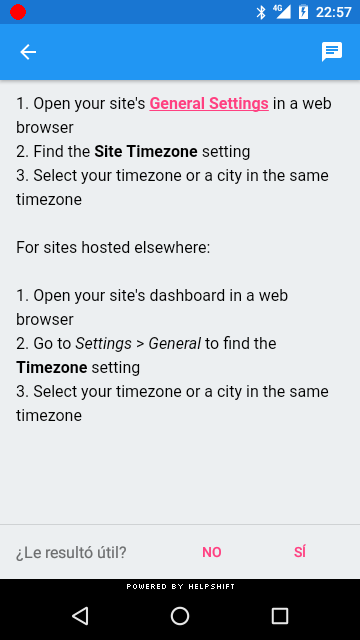 4G 22:57
1. Open your site's General Settings in a web
browser
2. Find the Site Timezone setting
3. Select your timezone or a city in the same
timezone
For sites hosted elsewhere:
1. Open your site's dashboard in a web
browser
2. Go to Settings > General to find the
Timezone setting
3. Select your timezone or a city in the same
timezone
¿Le resultó útil? NO SÍ
POWERED BY HELPSHIFT